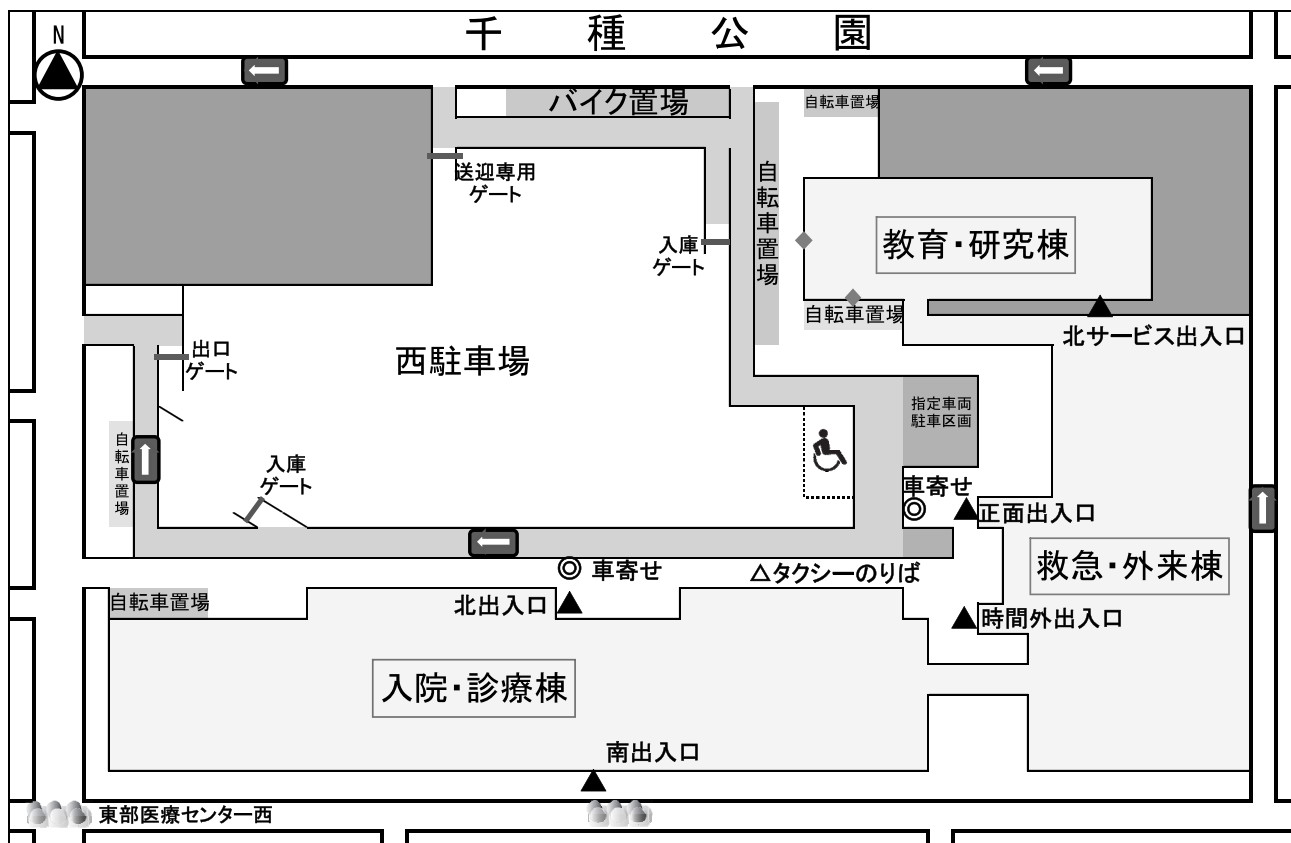 千種公園
N
バイク置場
自転車置場
送迎専用
ゲート
自転車置場
入庫
ゲート
教育・研究棟
自転車置場
北サービス出入口
出口
ゲート
西駐車場
指定車両
駐車区画
自転車置場
入庫
ゲート
車寄せ
正面出入口
救急・外来棟
車寄せ
△タクシーのりば
自転車置場
北出入口
時間外出入口
入院・診療棟
南出入口
東部医療センター西